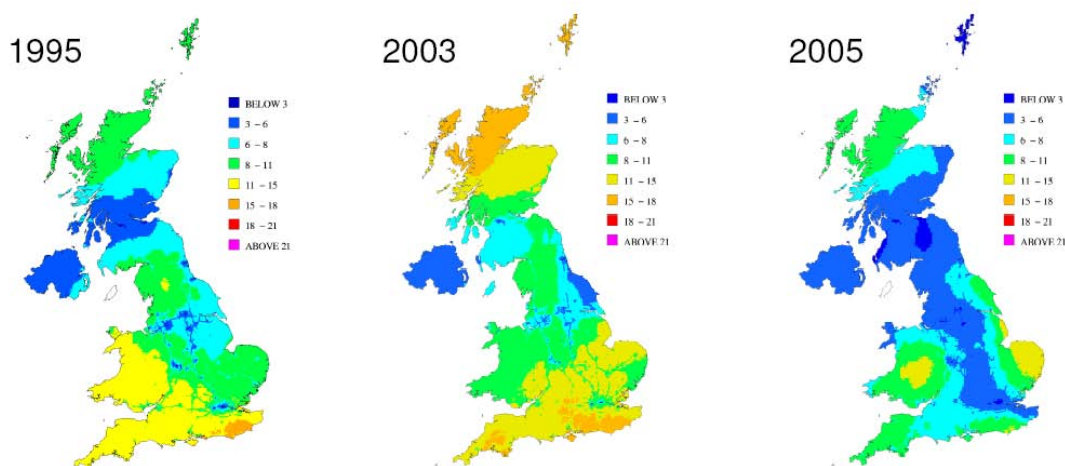 1995
BELOW 3
3 – 6
6 – 8
8 – 11
11 – 15
15 – 18
18 – 21
ABOVE 21
2003
BELOW 3
3 – 6
6 – 8
8 – 11
11 – 15
15 – 18
18 – 21
ABOVE 21
2005
BELOW 3
3 – 6
6 – 8
8 – 11
11 – 15
15 – 18
18 – 21
ABOVE 21